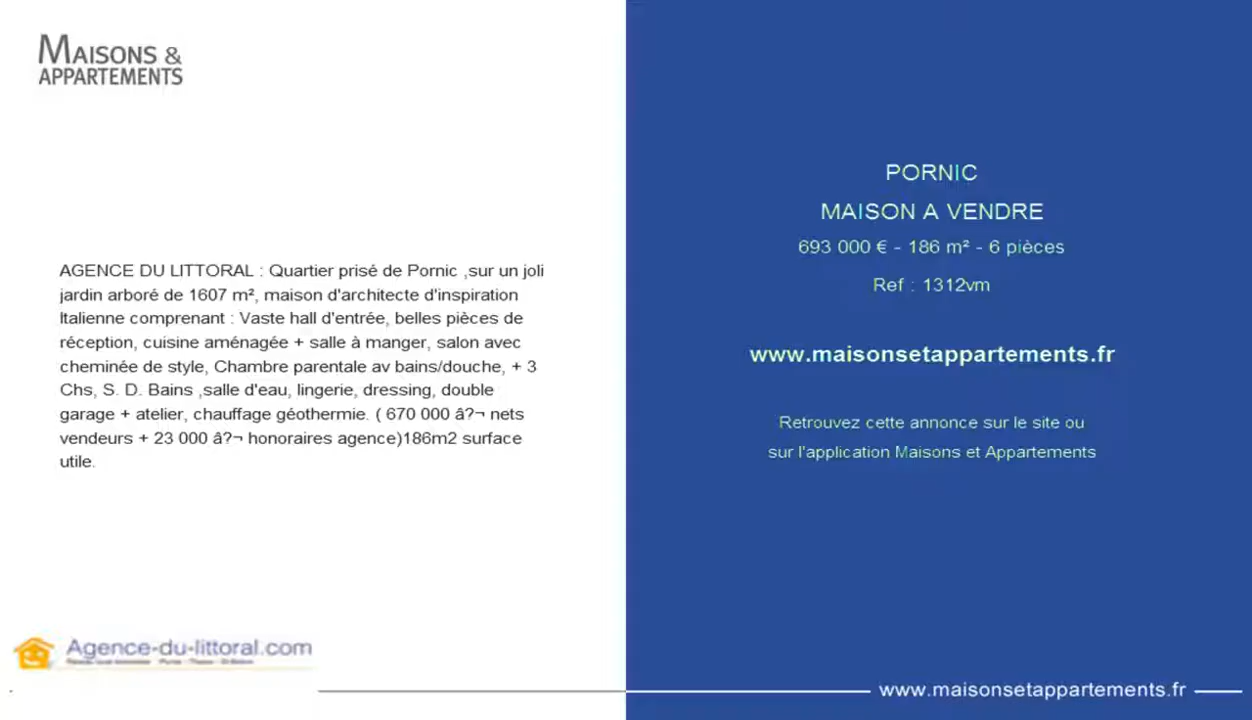 MAISONS &
APPARTEMENTS
AGENCE DU LITTORAL : Quartier prisé de Pornic ,sur un joli
jardin arboré de 1607 m², maison d'architecte d'inspiration
Italienne comprenant : Vaste hall d'entrée, belles pièces de
réception, cuisine aménagée + salle à manger, salon avec
cheminée de style, Chambre parentale av bains/douche, + 3
Chs, S. D. Bains ,salle d'eau, lingerie, dressing, double
garage + atelier, chauffage géothermie. ( 670 000 â?¬ nets
vendeurs + 23 000 â?¬ honoraires agence)186m2 surface
utile.
Agence-du-littoral.com
PORNIC
MAISON A VENDRE
693 000 € - 186 m² - 6 pièces
Ref : 1312vm
www.maisonsetappartements.fr
Retrouvez cette annonce sur le site ou
sur l'application Maisons et Appartements
www.maisonsetappartements.fr